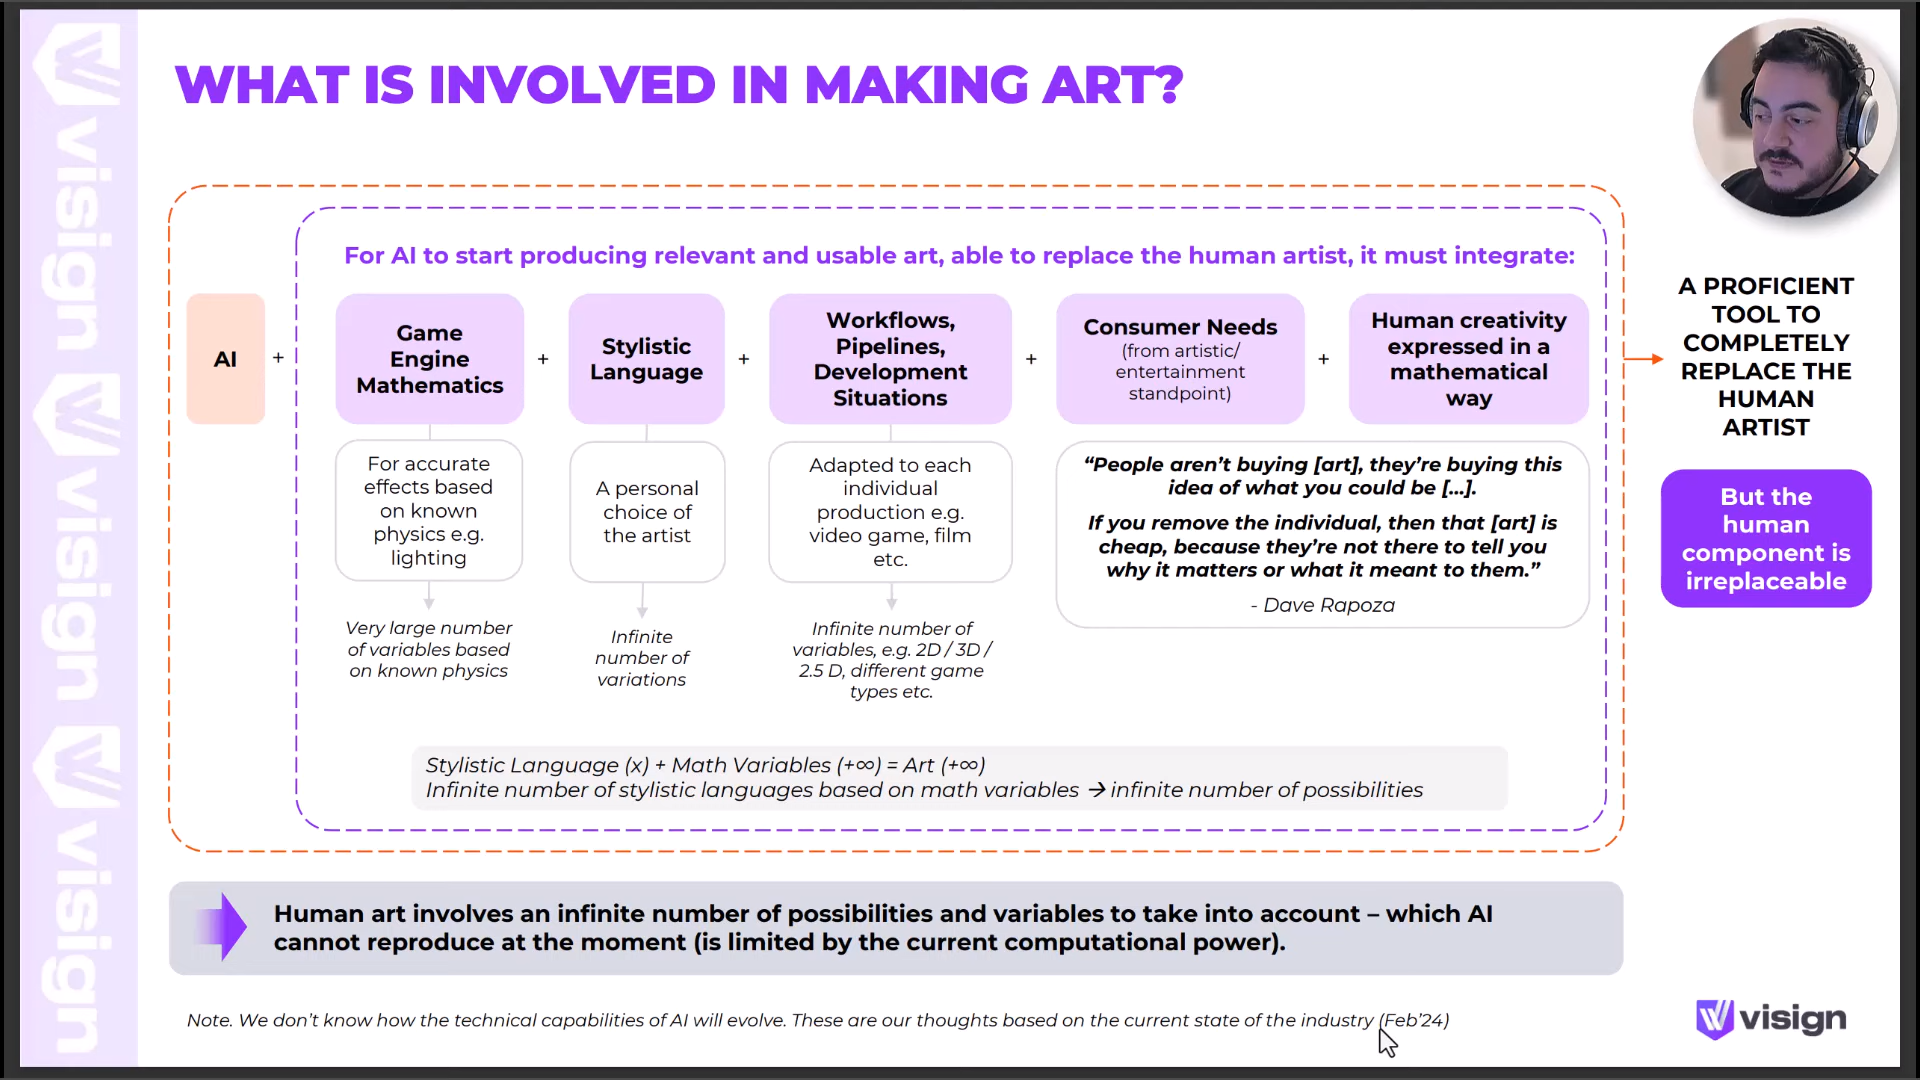 WHAT IS INVOLVED IN MAKING ART?
For AI to start producing relevant and usable art, able to replace the human artist, it must integrate:
AI
+
Game
Engine
Mathematics
+
Stylistic
Language
+
Workflows,
Pipelines,
Development
Situations
+
Consumer Needs
(from artistic/
entertainment
standpoint)
+
Human creativity
expressed in a
mathematical
way
For accurate
effects based
on known
physics e.g.
lighting
A personal
choice of
the artist
Adapted to each
individual
production e.g.
video game, film
etc.
“People aren’t buying [art], they’re buying this
idea of what you could be [...].
If you remove the individual, then that [art] is
cheap, because they’re not there to tell you
why it matters or what it meant to them.”
- Dave Rapoza
Very large number
of variables based
on known physics
Infinite
number of
variations
Infinite number of
variables, e.g. 2D / 3D /
2.5 D, different game
types etc.
Stylistic Language (x) + Math Variables (+∞) = Art (+∞)
Infinite number of stylistic languages based on math variables → infinite number of possibilities
A PROFICIENT
TOOL TO
COMPLETELY
REPLACE THE
HUMAN
ARTIST
But the
human
component is
irreplaceable
Human art involves an infinite number of possibilities and variables to take into account – which AI
cannot reproduce at the moment (is limited by the current computational power).
Note. We don’t know how the technical capabilities of AI will evolve. These are our thoughts based on the current state of the industry (Feb’24)
visign
visign
visign
visign